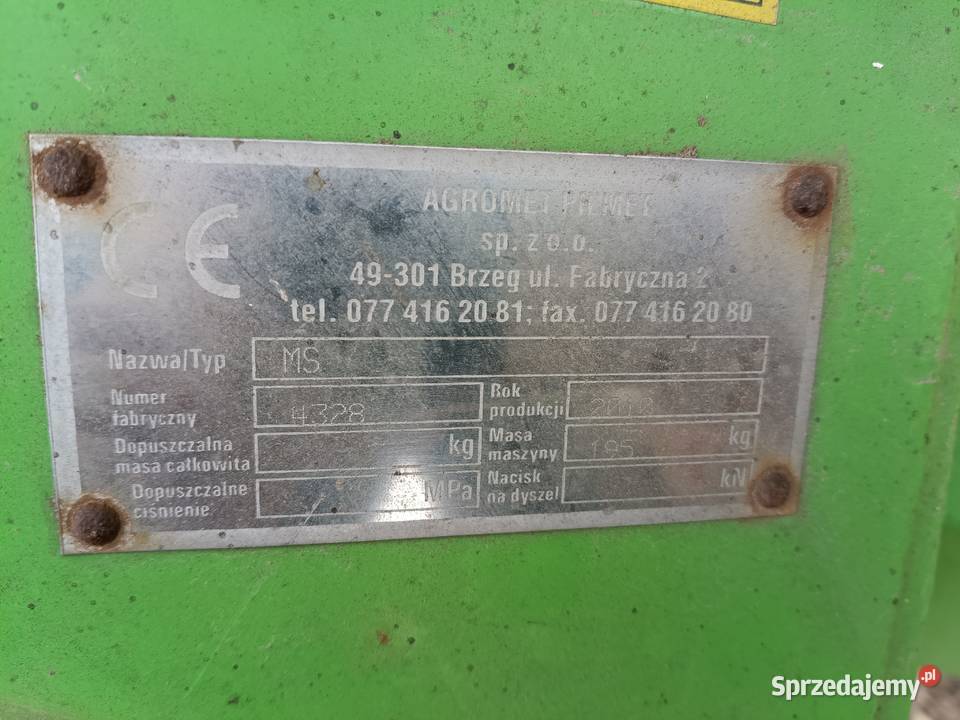 CE
AGROMET PILMET
sp. z o.o.
49-301 Brzeg ul. Fabryczna 2
tel. 077 416 20 81; fax. 077 416 20 80
Nazwa/Typ MS
Numer fabryczny 4328
Rok produkcji
Dopuszczalna masa całkowita kg
Masa maszyny 195 kg
Dopuszczalne ciśnienie MPa
Nacisk na dyszel kN
Sprzedajemy.pl